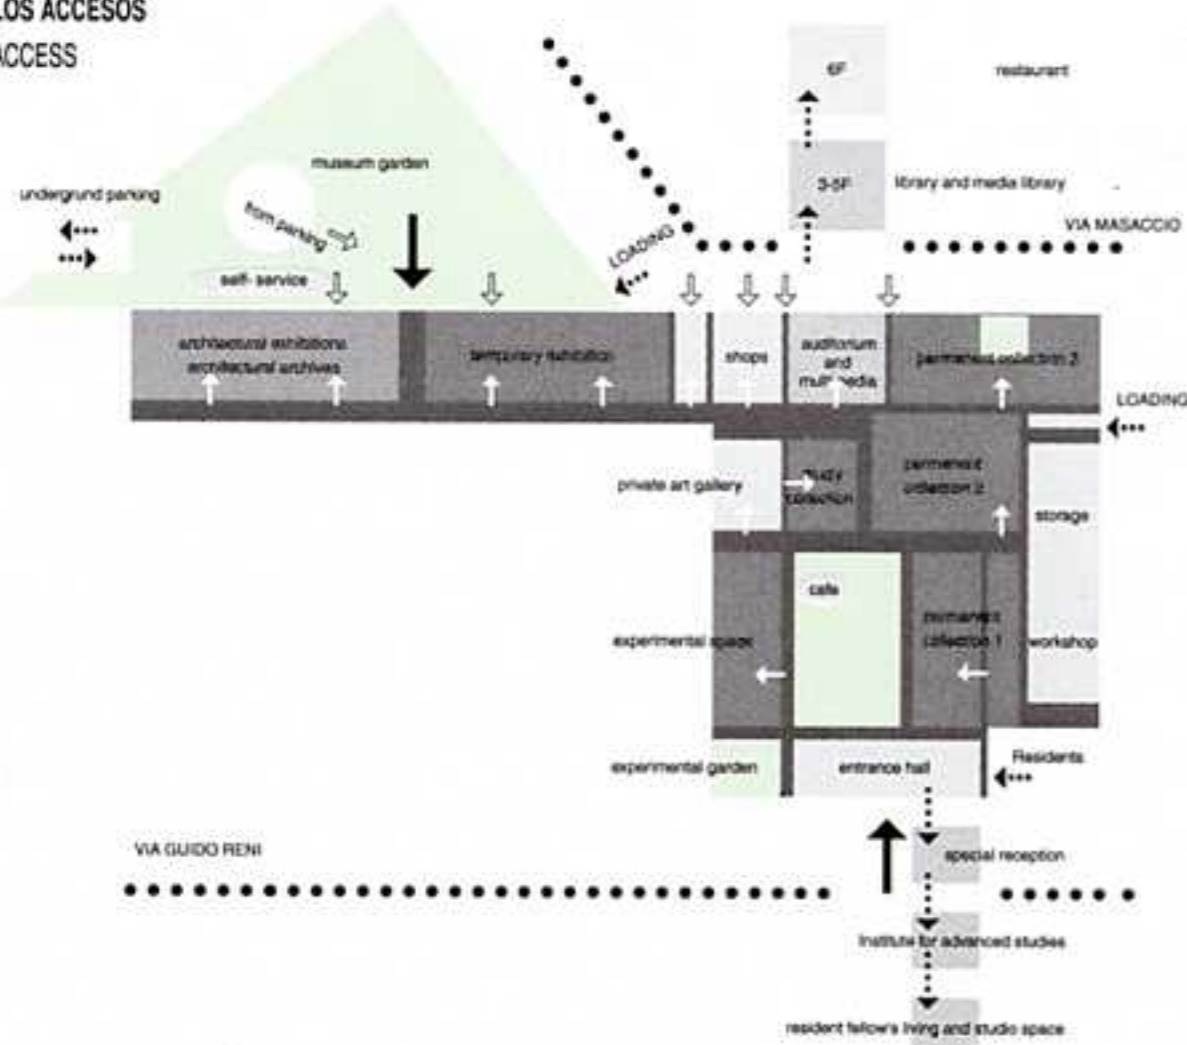 LOS ACCESOS
ACCESS
6F
restaurant
museum garden
undergrund parking
3-5F
library and media library
from parking
VIA MASACCIO
LOADING
self- service
architectural exhibitions
architectural archives
temporary exhibition
shops
auditorium
and
multimedia
permanent collection 3
LOADING
private art gallery
study
collection
permanent
collection 2
storage
cafe
experimental space
permanent
collection 1
workshop
experimental garden
entrance hall
Residents
VIA GUIDO RENI
special reception
Institute for advanced studies
resident fellow's living and studio space